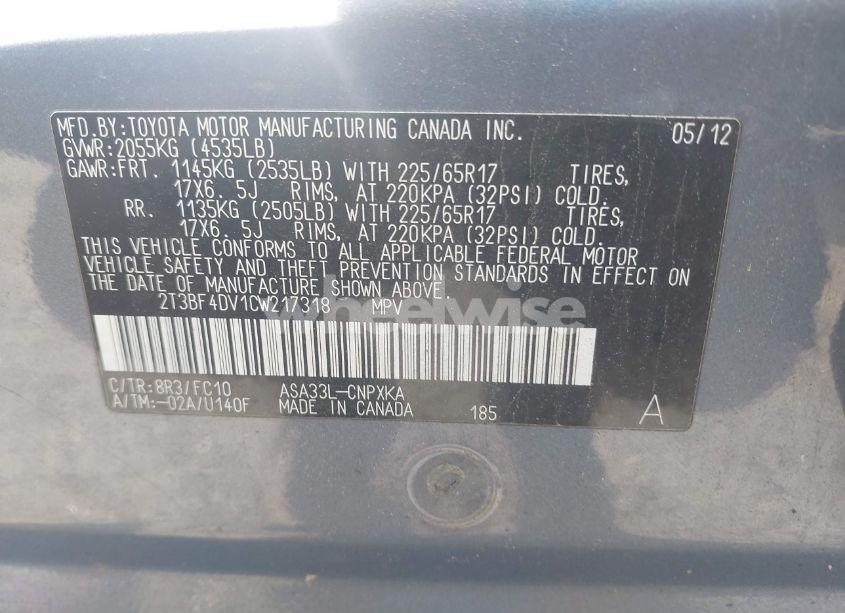 MFD.BY:TOYOTA MOTOR MANUFACTURING CANADA INC. 05/12
GVWR:2055KG (4535LB)
GAWR:FRT. 1145KG (2535LB) WITH 225/65R17 TIRES,
17X6. 5J RIMS, AT 220KPA (32PSI) COLD.
RR. 1135KG (2505LB) WITH 225/65R17 TIRES,
17X6. 5J RIMS, AT 220KPA (32PSI) COLD.
THIS VEHICLE CONFORMS TO ALL APPLICABLE FEDERAL MOTOR
VEHICLE SAFETY AND THEFT PREVENTION STANDARDS IN EFFECT ON
THE DATE OF MANUFACTURE SHOWN ABOVE.
2T3BF4DV1CW217318 MPV
wheelwise
C/TR:8R3/FC10 ASA33L-CNPXKA
A/TM:-02A/U140F MADE IN CANADA 185 A